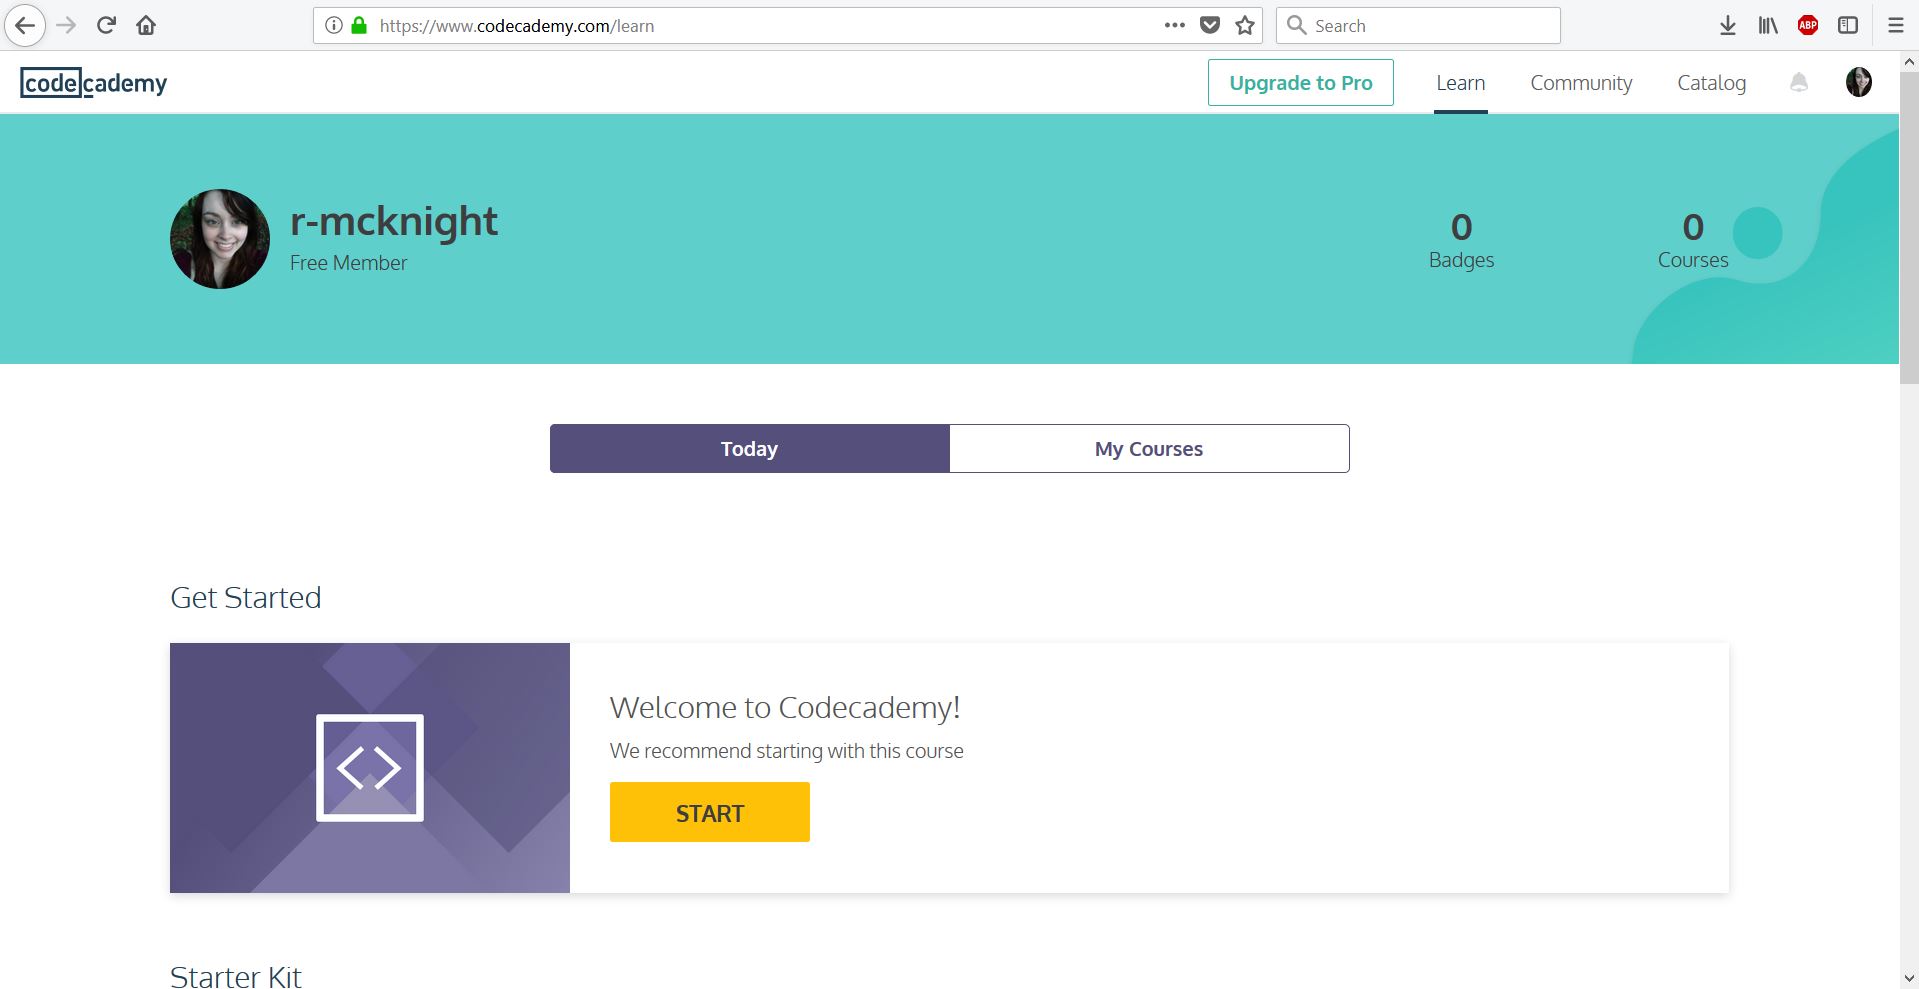 https://www.codecademy.com/learn
Search
ABP
codecademy
Upgrade to Pro
Learn
Community
Catalog
r-mcknight
Free Member
0
Badges
0
Courses
Today
My Courses
Get Started
Welcome to Codecademy!
We recommend starting with this course
START
Starter Kit